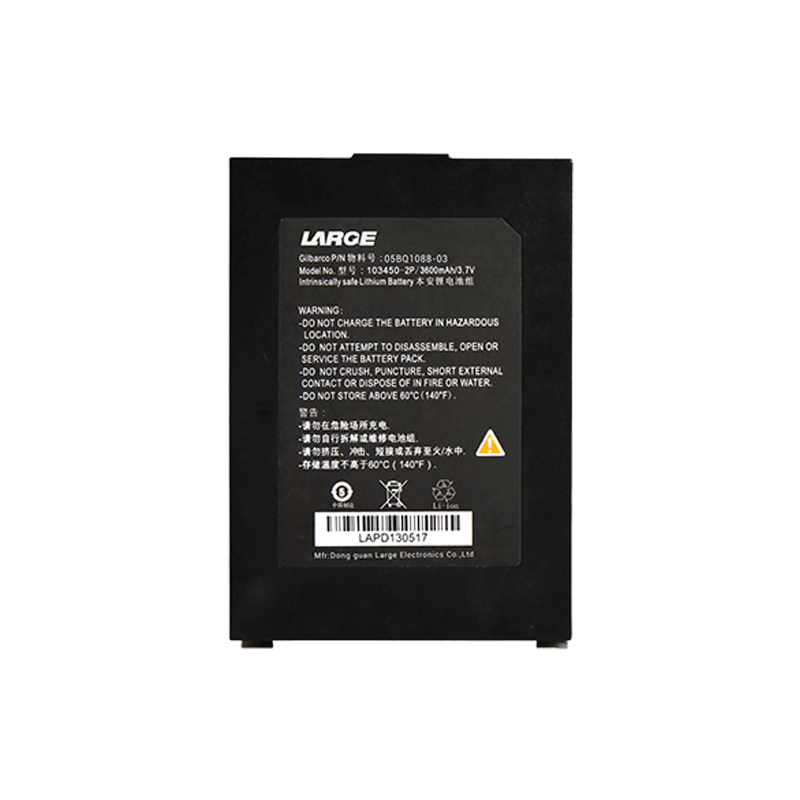 LARGE
Gilbarco P/N 物料号 : 05BQ1088-03
Model No. 型号 : 103450-2P/3600mAh/3.7V
Intrinsically safe Lithium Battery 本安锂电池组
WARNING:
-DO NOT CHARGE THE BATTERY IN HAZARDOUS
LOCATION.
-DO NOT ATTEMPT TO DISASSEMBLE, OPEN OR
SERVICE THE BATTERY PACK.
-DO NOT CRUSH, PUNCTURE, SHORT EXTERNAL
CONTACT OR DISPOSE OF IN FIRE OR WATER.
-DO NOT STORE ABOVE 60°C (140°F) .
警告 :
-请勿在危险场所充电.
-请勿自行拆解或维修电池组.
-请勿挤压、冲击、短接或丢弃至火/水中.
-存储温度不高于60°C（140°F）.
5
Li-ion
LAPD130517
Mfr:Dong guan Large Electronics Co.,Ltd